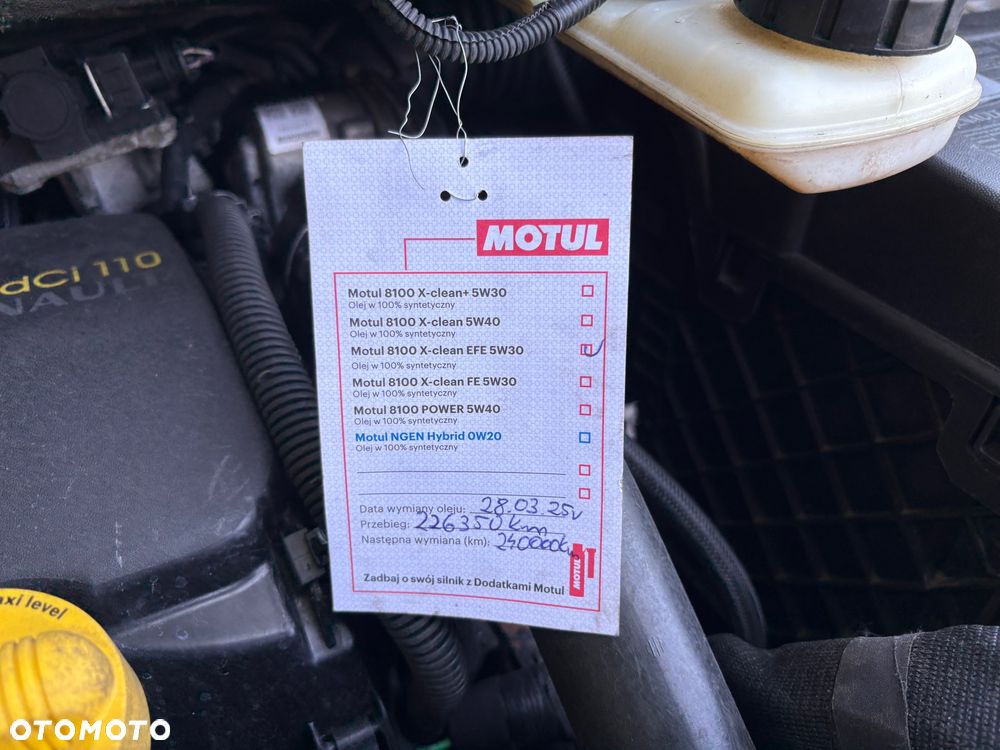 dCi 110
RENAULT
MOTUL
Motul 8100 X-clean+ 5W30
Olej w 100% syntetyczny
Motul 8100 X-clean 5W40
Olej w 100% syntetyczny
Motul 8100 X-clean EFE 5W30
Olej w 100% syntetyczny
Motul 8100 X-clean FE 5W30
Olej w 100% syntetyczny
Motul 8100 POWER 5W40
Olej w 100% syntetyczny
Motul NGEN Hybrid 0W20
Olej w 100% syntetyczny
Data wymiany oleju: 28.03.25r
Przebieg: 226350 km
Następna wymiana (km): 240000km
Zadbaj o swój silnik z Dodatkami Motul
MOTUL
axi level
OTOMOTO